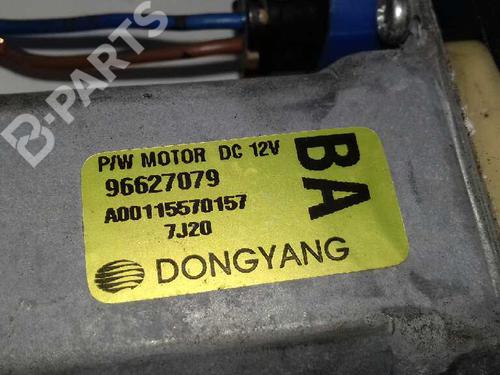 B-PARTS
P/W MOTOR DC 12V
96627079
A00115570157
7J20
BA
DONGYANG